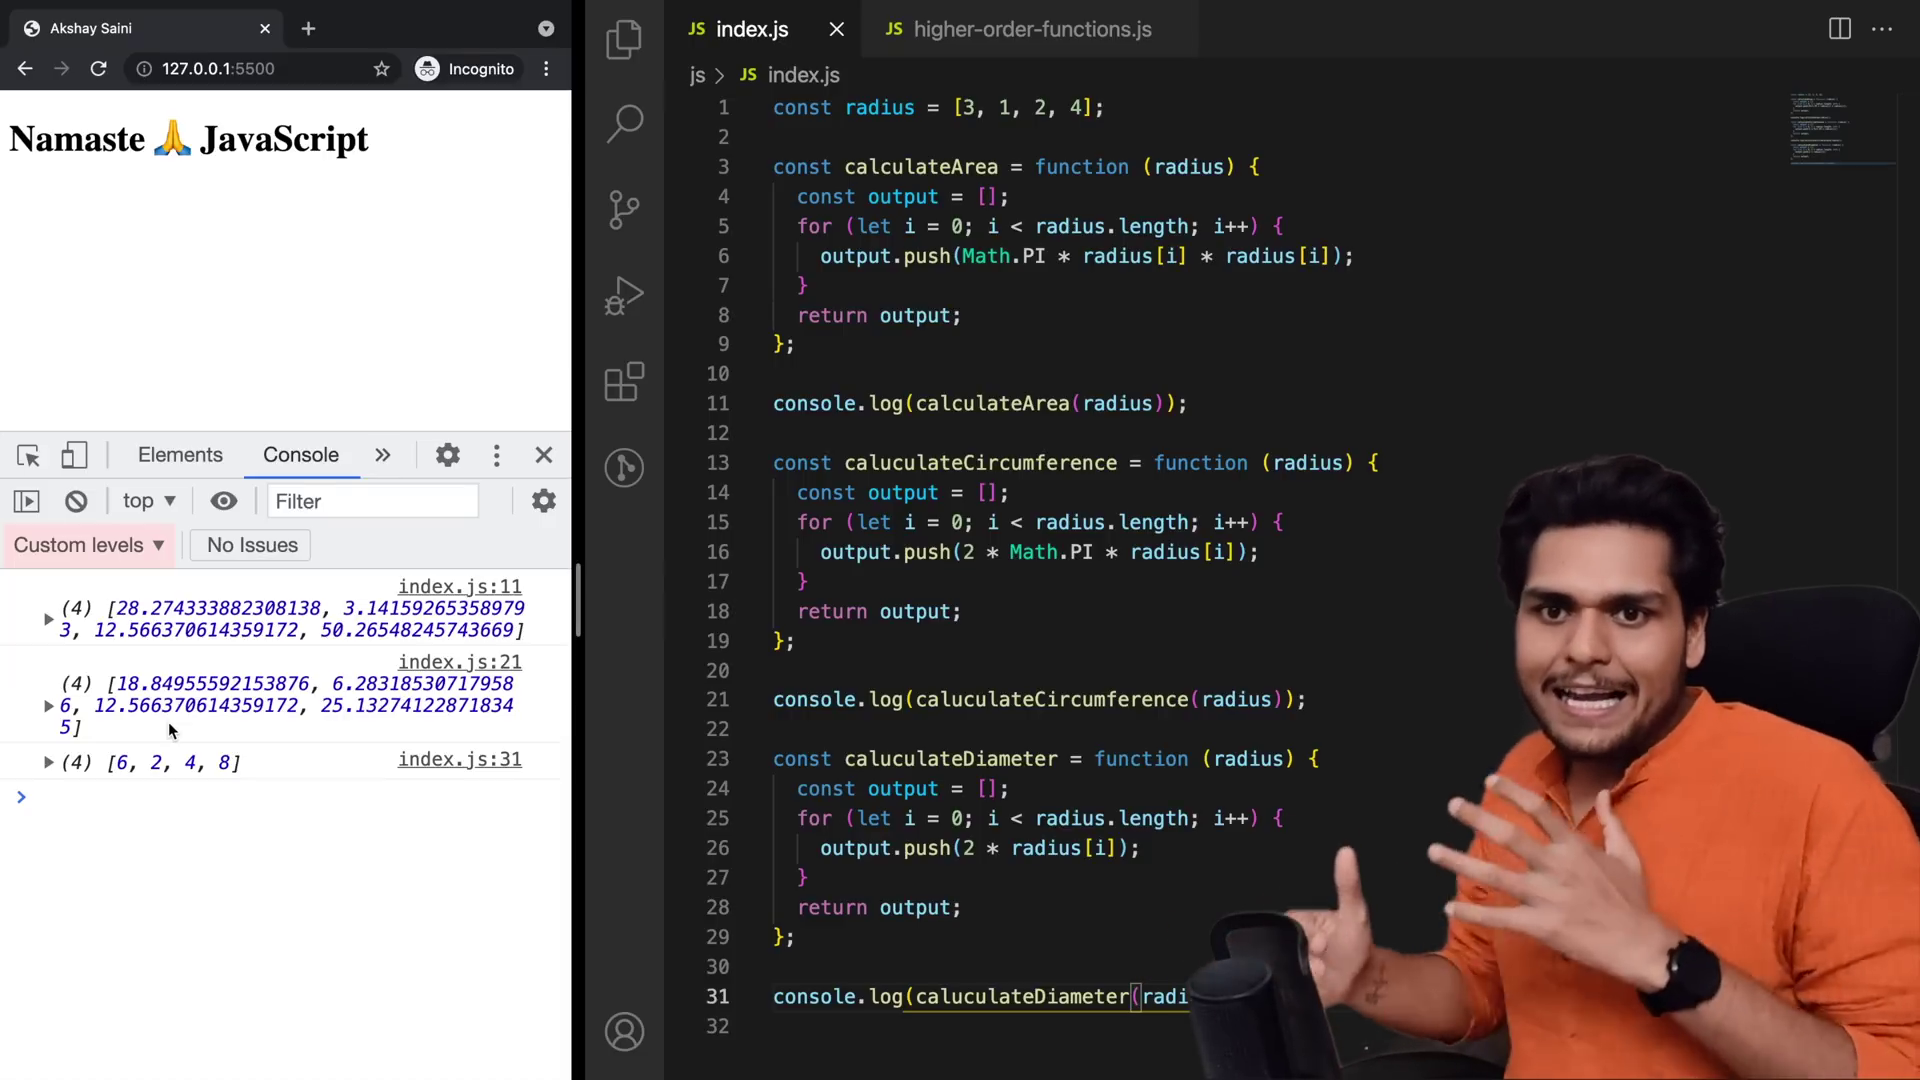 Akshay Saini
127.0.0.1:5500
Incognito
Namaste 🙏 JavaScript
Elements
Console
top
Filter
Custom levels
No Issues
index.js:11
(4) [28.274333882308138, 3.14159265358979
3, 12.566370614359172, 50.26548245743669]
index.js:21
(4) [18.84955592153876, 6.28318530717958
6, 12.566370614359172, 25.13274122871834
5]
(4) [6, 2, 4, 8]
index.js:31
JS index.js
JS higher-order-functions.js
js > JS index.js
1 const radius = [3, 1, 2, 4];
2
3 const calculateArea = function (radius) {
4 const output = [];
5 for (let i = 0; i < radius.length; i++) {
6 output.push(Math.PI * radius[i] * radius[i]);
7 }
8 return output;
9 };
10
11 console.log(calculateArea(radius));
12
13 const caluculateCircumference = function (radius) {
14 const output = [];
15 for (let i = 0; i < radius.length; i++) {
16 output.push(2 * Math.PI * radius[i]);
17 }
18 return output;
19 };
20
21 console.log(caluculateCircumference(radius));
22
23 const caluculateDiameter = function (radius) {
24 const output = [];
25 for (let i = 0; i < radius.length; i++) {
26 output.push(2 * radius[i]);
27 }
28 return output;
29 };
30
31 console.log(caluculateDiameter(radi
32